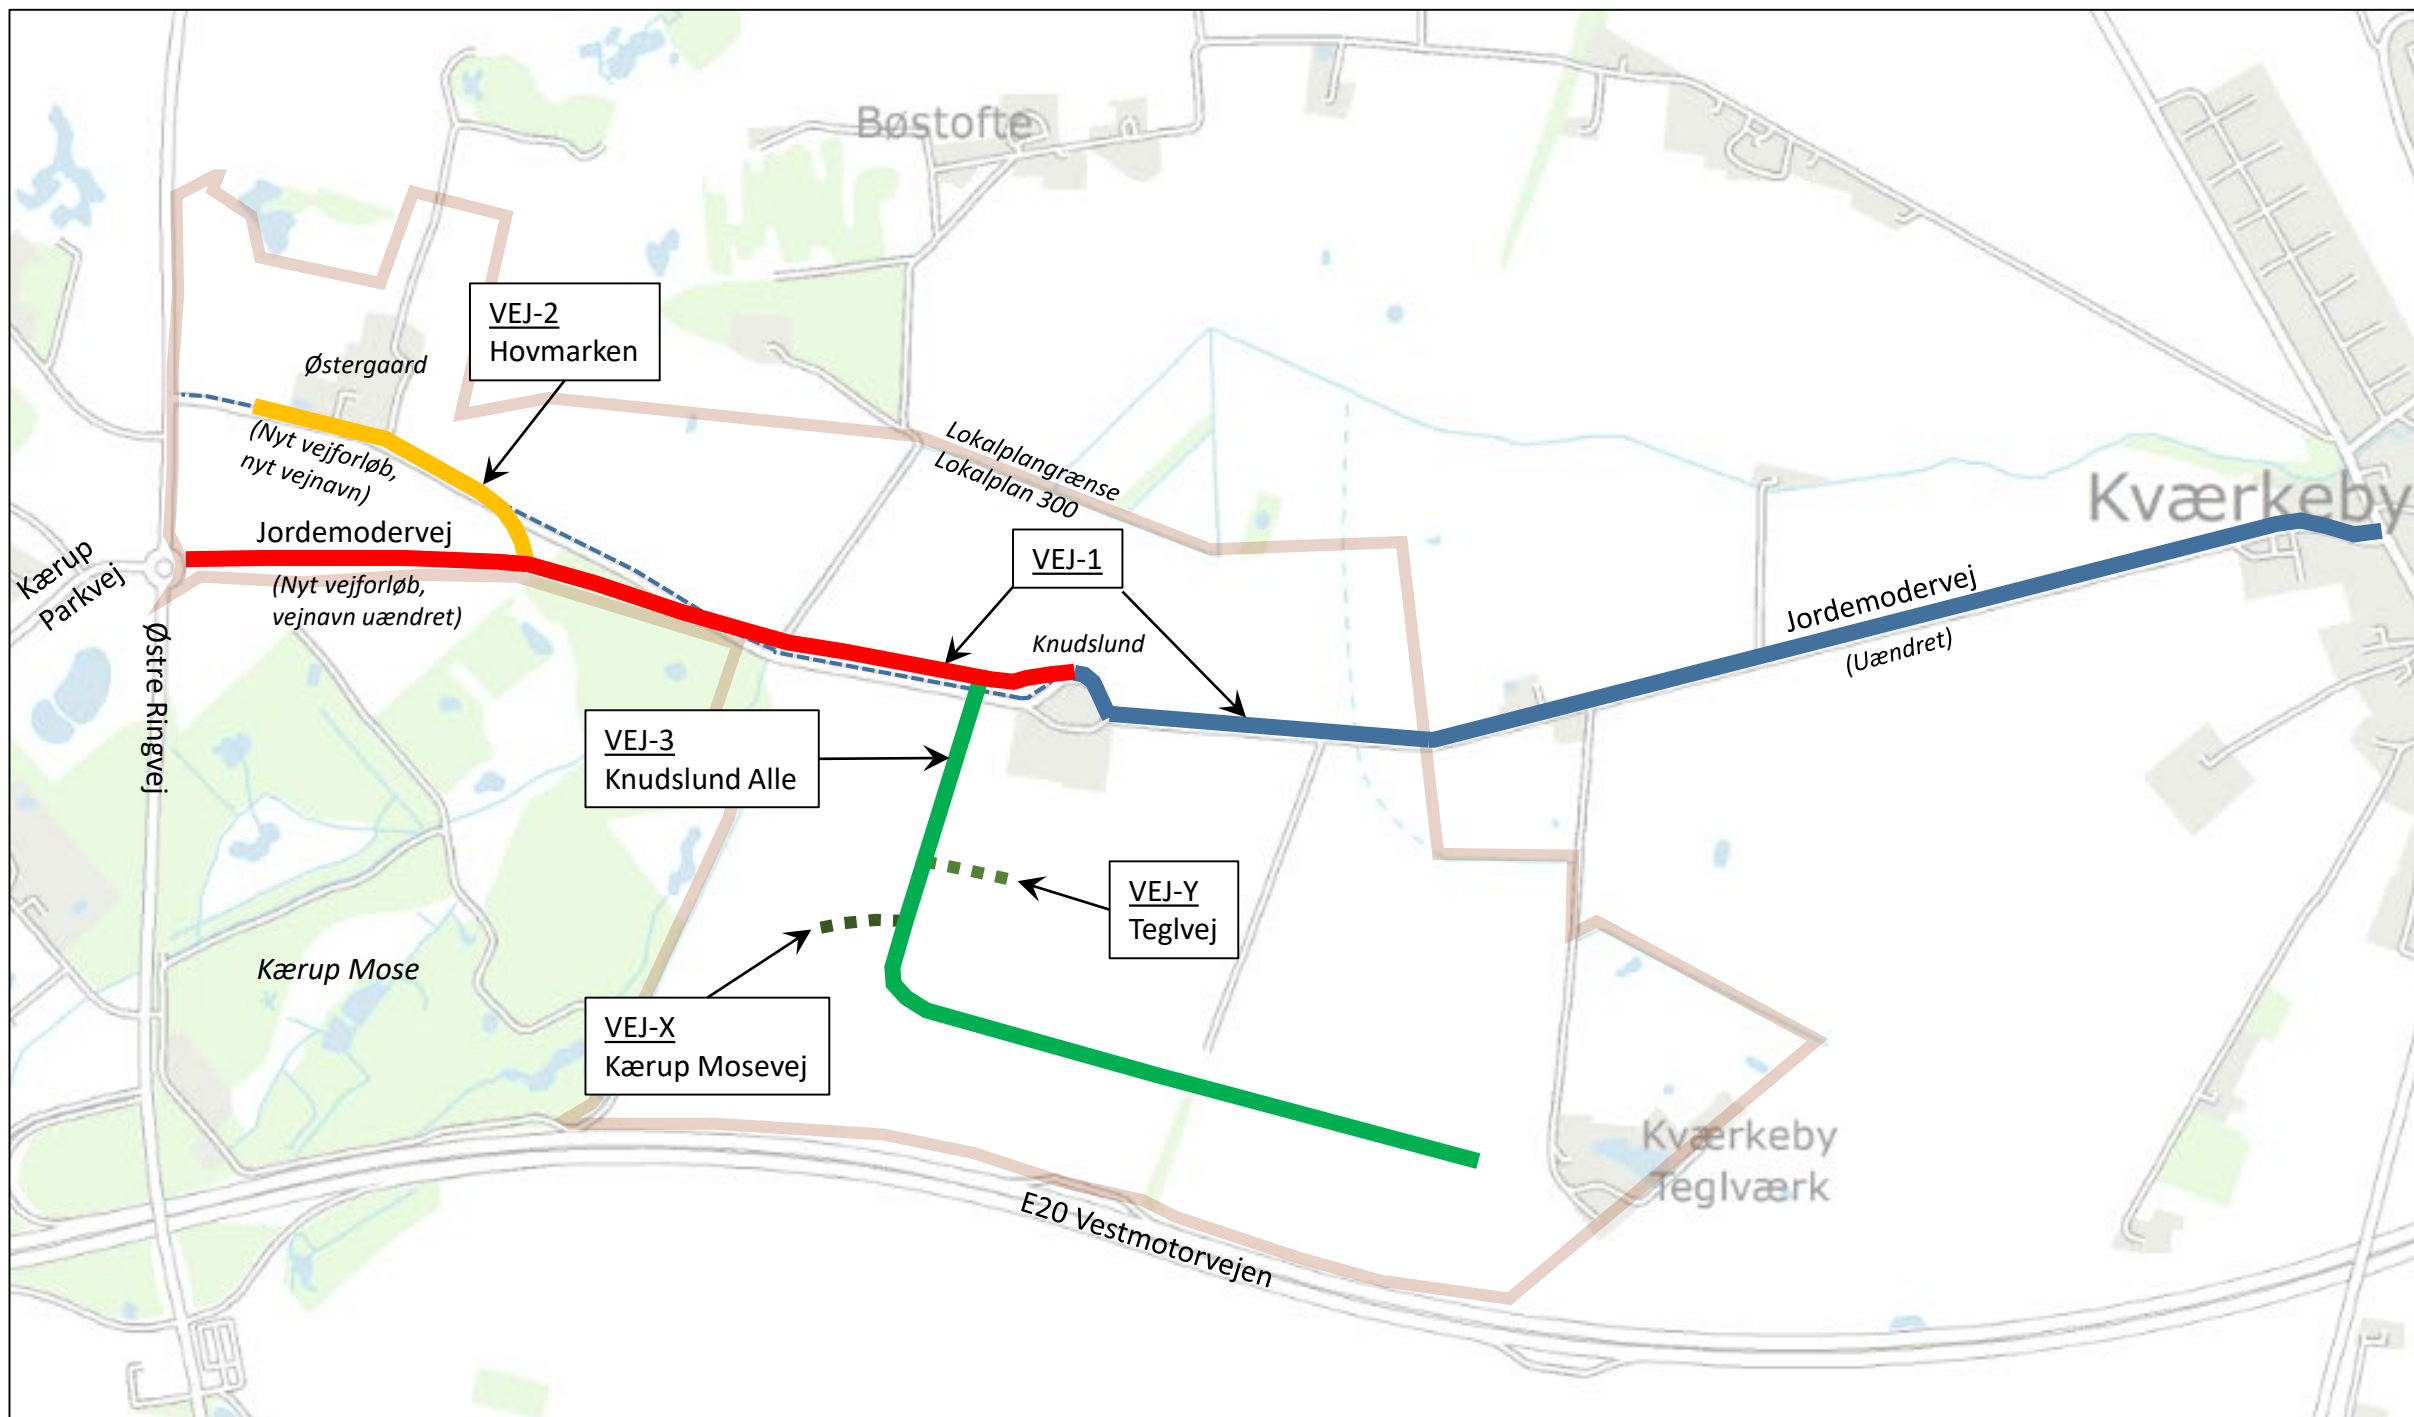 Bøstofte
VEJ-2
Hovmarken
Østergaard
(Nyt vejforløb,
nyt vejnavn)
Lokalplangrænse
Lokalplan 300
Kværkeby
Jordemodervej
(Nyt vejforløb,
vejnavn uændret)
Kærup
Parkvej
VEJ-1
Knudslund
Jordemodervej
(Uændret)
Østre Ringvej
VEJ-3
Knudslund Alle
VEJ-Y
Teglvej
Kærup Mose
VEJ-X
Kærup Mosevej
Kværkeby
Teglværk
E20 Vestmotorvejen